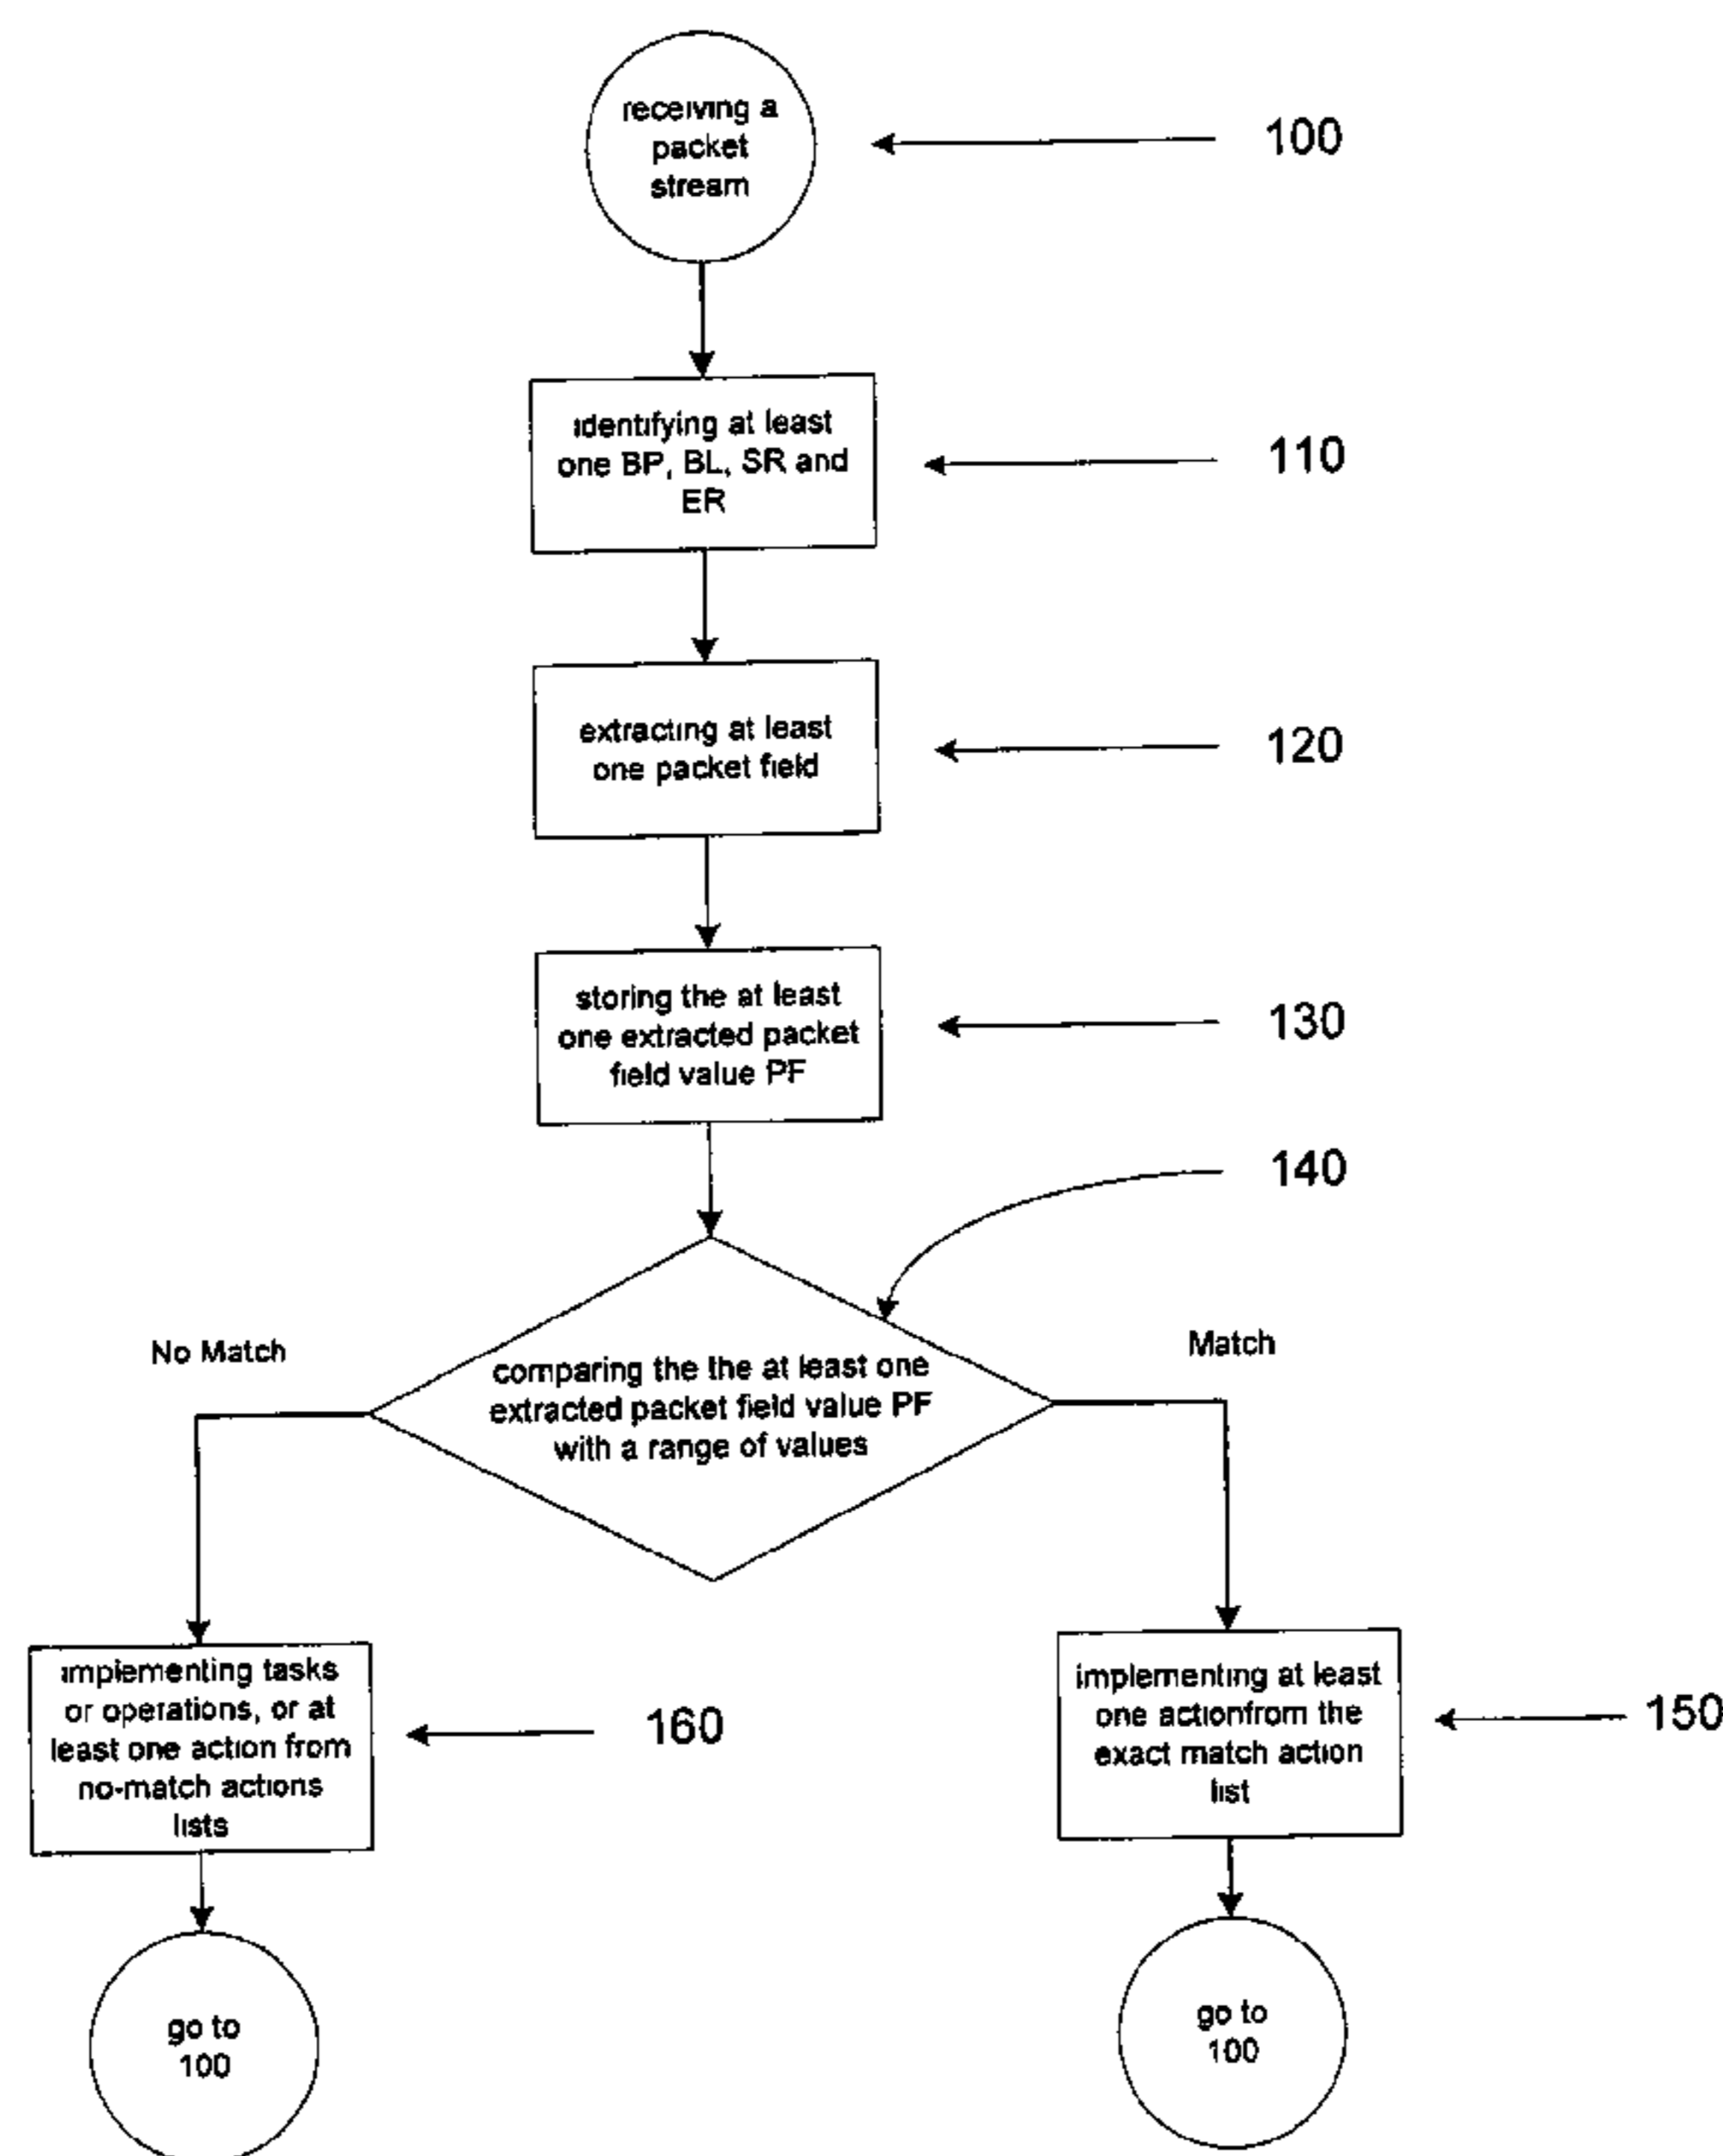 receiving a
packet
stream
100
identifying at least
one BP, BL, SR and
ER
110
extracting at least
one packet field
120
storing the at least
one extracted packet
field value PF
130
140
No Match
Match
comparing the the at least one
extracted packet field value PF
with a range of values
implementing tasks
or operations, or at
least one action from
no-match actions
lists
160
implementing at least
one actionfrom the
exact match action
list
150
go to
100
go to
100